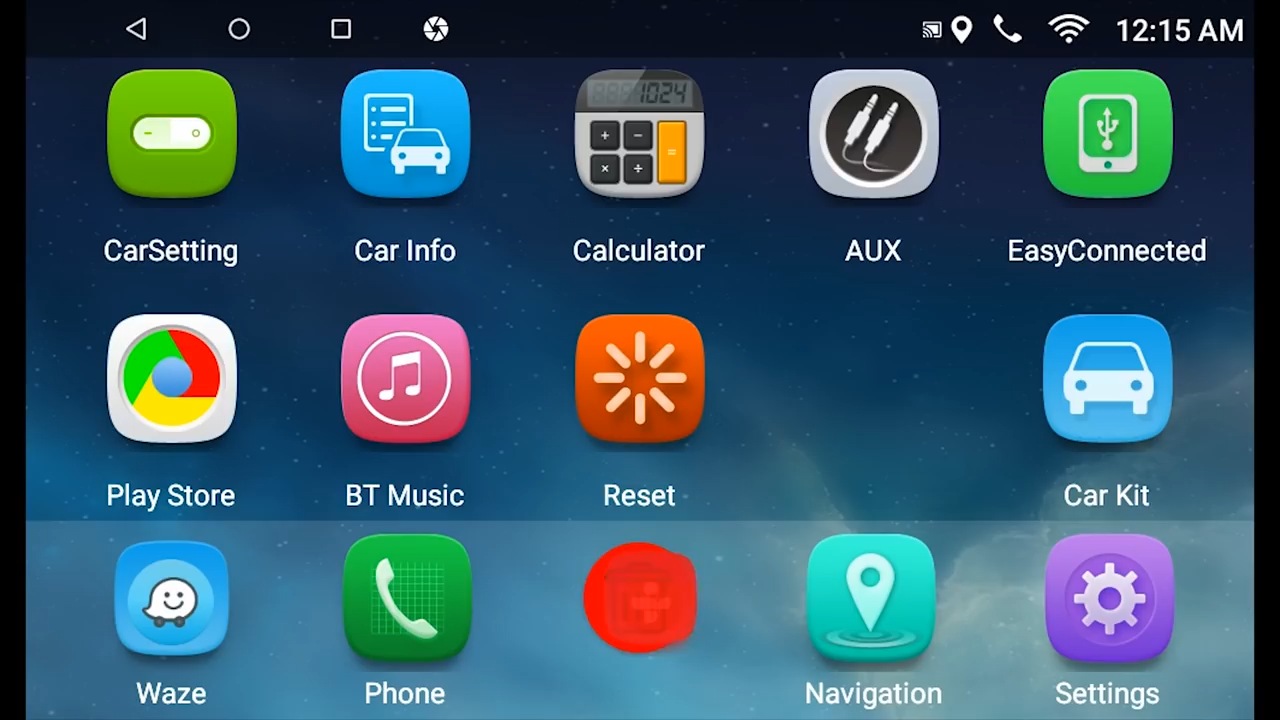 12:15 AM
1024
CarSetting
Car Info
Calculator
AUX
EasyConnected
Play Store
BT Music
Reset
Car Kit
Waze
Phone
Navigation
Settings